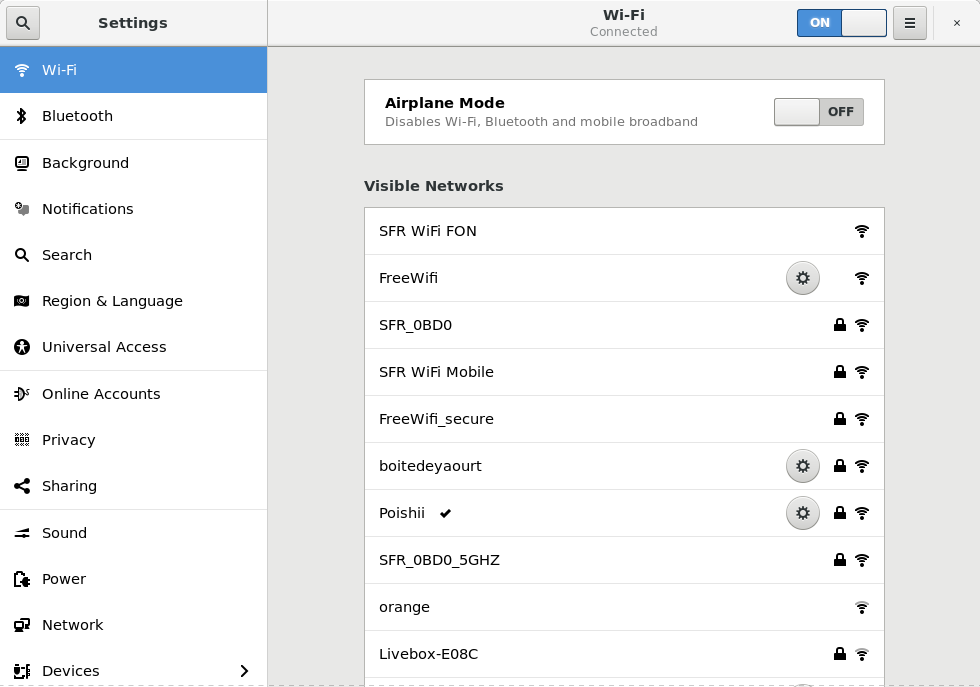 Settings
Wi-Fi
Connected
ON
Wi-Fi
Bluetooth
Background
Notifications
Search
Region & Language
Universal Access
Online Accounts
Privacy
Sharing
Sound
Power
Network
Devices
Airplane Mode
Disables Wi-Fi, Bluetooth and mobile broadband
OFF
Visible Networks
SFR WiFi FON
FreeWifi
SFR_0BD0
SFR WiFi Mobile
FreeWifi_secure
boitedeyaourt
Poishii
SFR_0BD0_5GHZ
orange
Livebox-E08C